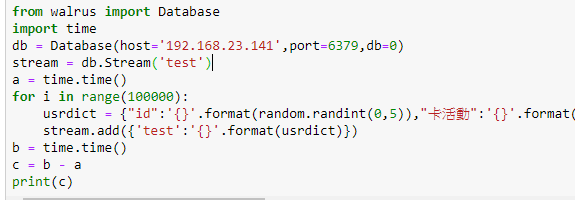 from walrus import Database
import time
db = Database(host='192.168.23.141',port=6379,db=0)
stream = db.Stream('test')
a = time.time()
for i in range(100000):
    usrdict = {"id":'{}'.format(random.randint(0,5)),"卡活動":'{}'.format(
    stream.add({'test':'{}'.format(usrdict)})
b = time.time()
c = b - a
print(c)